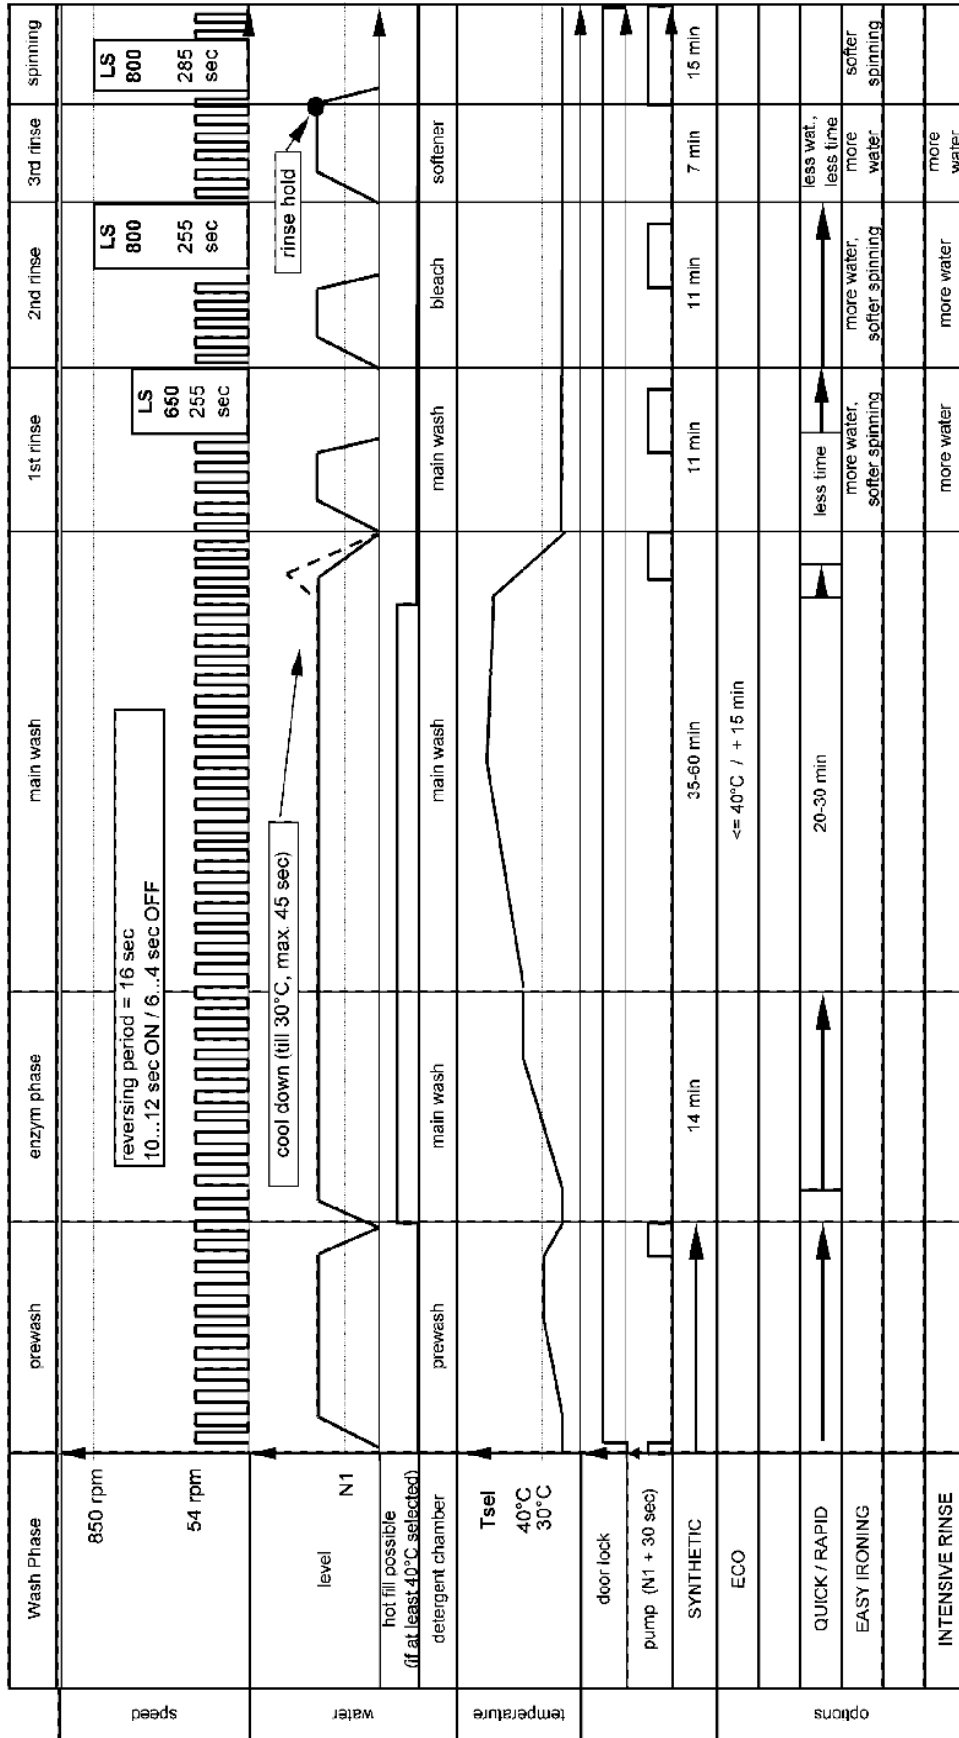 Wash Phase
prewash
enzym phase
main wash
1st rinse
2nd rinse
3rd rinse
spinning
speed
850 rpm
54 rpm
reversing period = 16 sec
10...12 sec ON / 6...4 sec OFF
LS
650
255
sec
LS
800
255
sec
LS
800
285
sec
water
level
N1
cool down (till 30°C, max. 45 sec)
rinse hold
hot fill possible
(if at least 40°C selected)
detergent chamber
prewash
main wash
main wash
main wash
bleach
softener
temperature
Tsel
40°C
30°C
door lock
pump (N1 + 30 sec)
SYNTHETIC
14 min
35-60 min
11 min
11 min
7 min
15 min
options
ECO
<= 40°C / + 15 min
QUICK / RAPID
20-30 min
less time
less wat.,
less time
EASY IRONING
more water,
softer spinning
more water,
softer spinning
more
water
softer
spinning
INTENSIVE RINSE
more water
more water
more
water